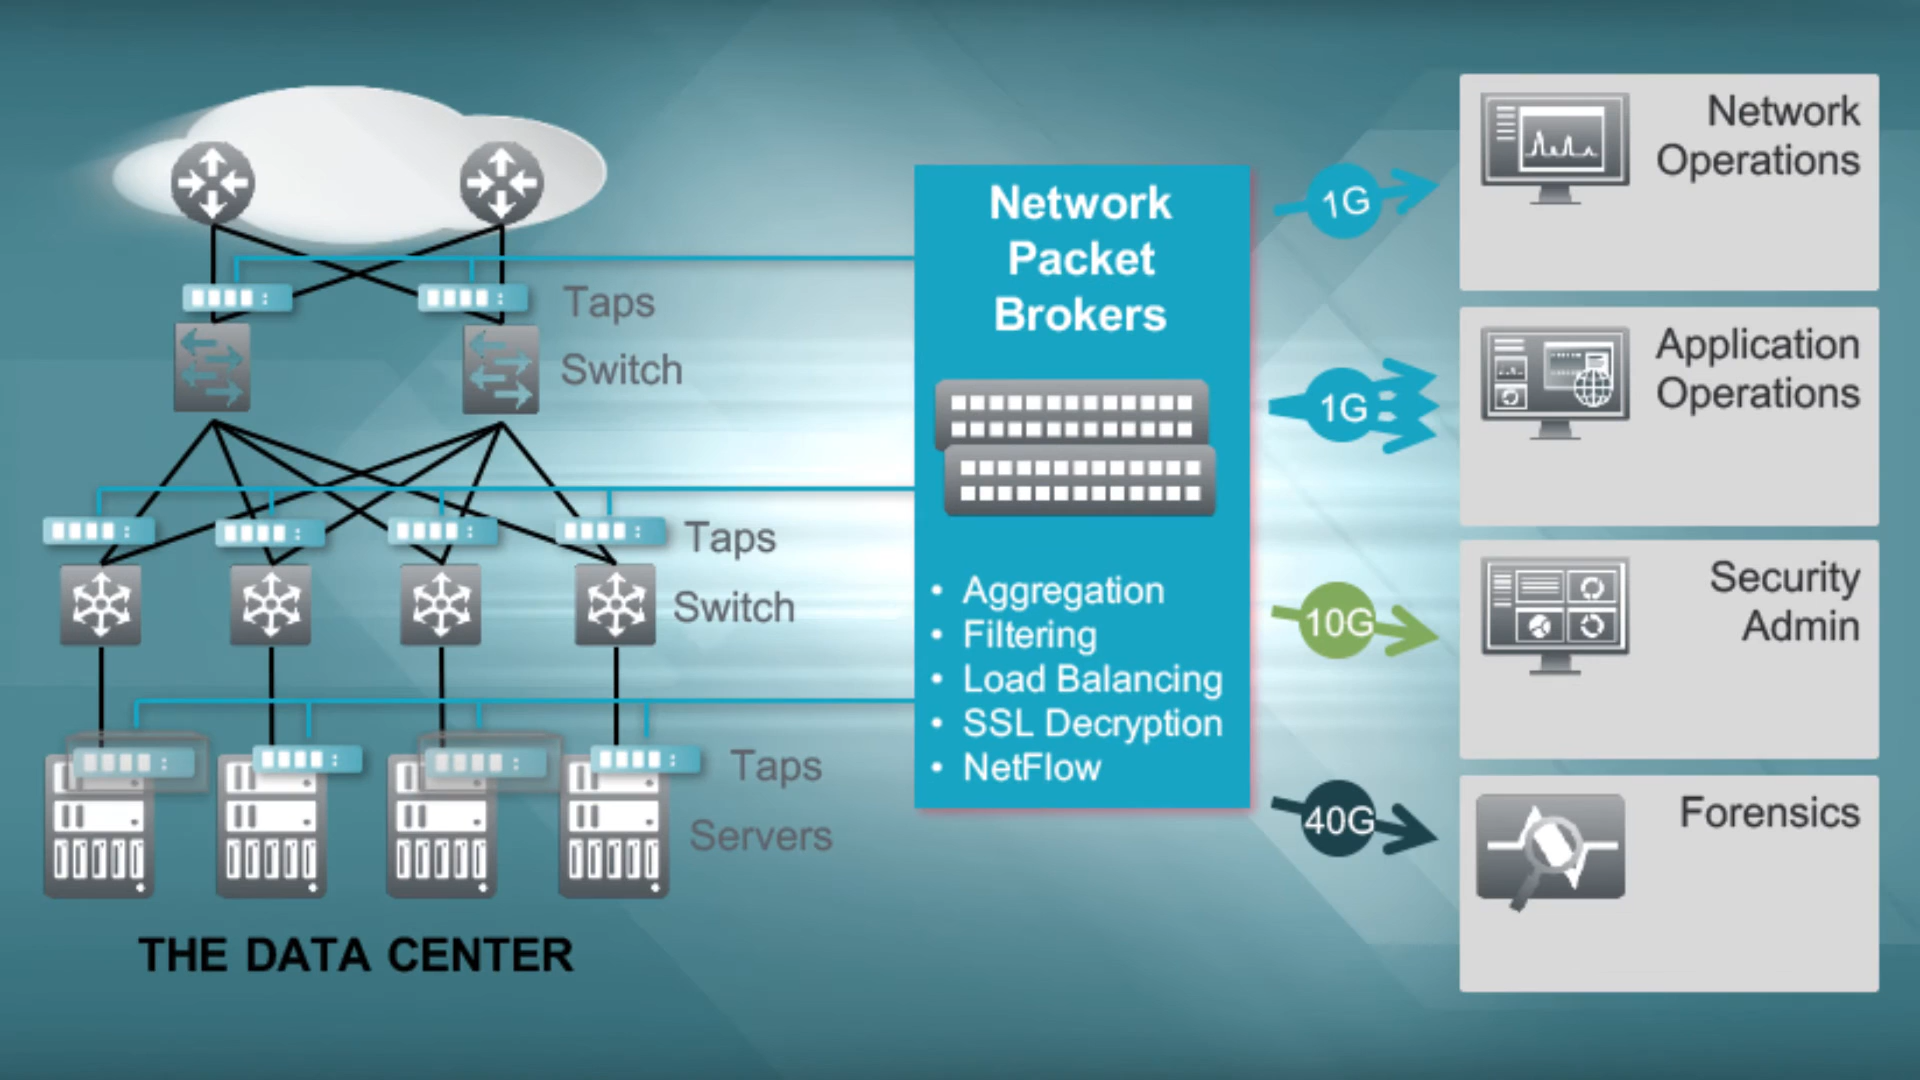 Taps
Switch
Taps
Switch
Taps
Servers
THE DATA CENTER
Network
Packet
Brokers
• Aggregation
• Filtering
• Load Balancing
• SSL Decryption
• NetFlow
1G
1G
10G
40G
Network
Operations
Application
Operations
Security
Admin
Forensics